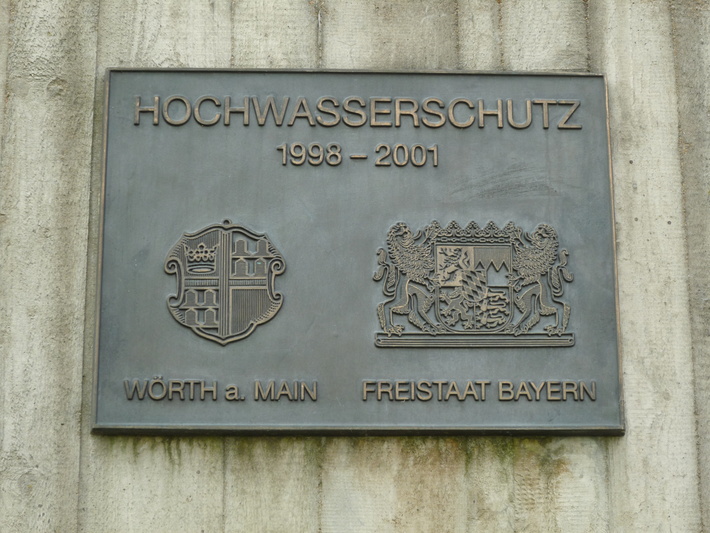 HOCHWASSERSCHUTZ
1998 – 2001
WÖRTH a. MAIN FREISTAAT BAYERN